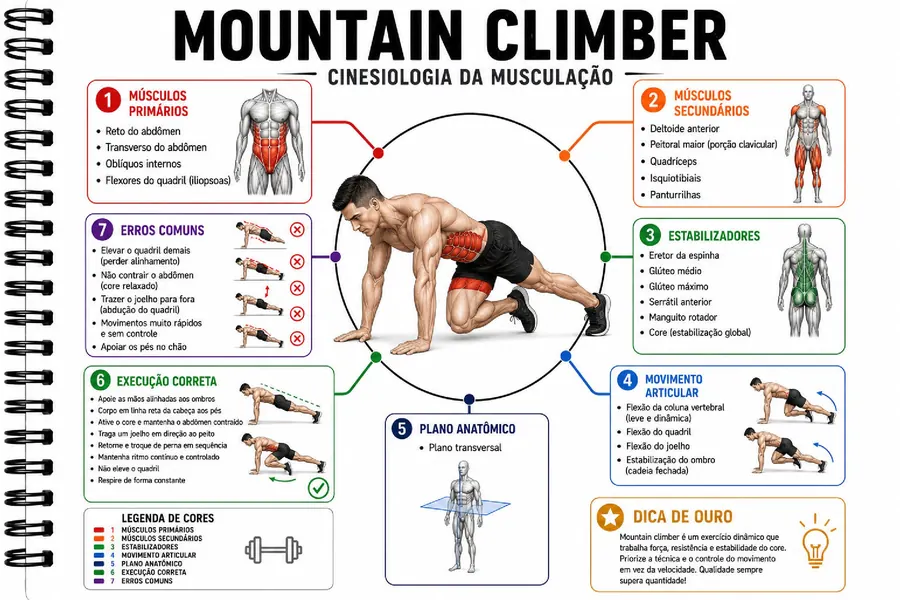 MOUNTAIN CLIMBER
CINESIOLOGIA DA MUSCULAÇÃO
1 MÚSCULOS
PRIMÁRIOS
• Reto do abdômen
• Transverso do abdômen
• Oblíquos internos
• Flexores do quadril (iliopsoas)
2 MÚSCULOS
SECUNDÁRIOS
• Deltoide anterior
• Peitoral maior (porção clavicular)
• Quadríceps
• Isquiotibiais
• Panturrilhas
7 ERROS COMUNS
• Elevar o quadril demais
(perder alinhamento)
• Não contrair o abdômen
(core relaxado)
• Trazer o joelho para fora
(abdução do quadril)
• Movimentos muito rápidos
e sem controle
• Apoiar os pés no chão
3 ESTABILIZADORES
• Eretor da espinha
• Glúteo médio
• Glúteo máximo
• Serrátil anterior
• Manguito rotador
• Core (estabilização global)
6 EXECUÇÃO CORRETA
• Apoie as mãos alinhadas aos ombros
• Corpo em linha reta da cabeça aos pés
• Ative o core e mantenha o abdômen contraído
• Traga um joelho em direção ao peito
• Retorne e troque de perna em sequência
• Mantenha ritmo contínuo e controlado
• Não eleve o quadril
• Respire de forma constante
4 MOVIMENTO
ARTICULAR
• Flexão da coluna vertebral
(leve e dinâmica)
• Flexão do quadril
• Flexão do joelho
• Estabilização do ombro
(cadeia fechada)
5 PLANO ANATÔMICO
• Plano transversal
LEGENDA DE CORES
1 MÚSCULOS PRIMÁRIOS
2 MÚSCULOS SECUNDÁRIOS
3 ESTABILIZADORES
4 MOVIMENTO ARTICULAR
5 PLANO ANATÔMICO
6 EXECUÇÃO CORRETA
7 ERROS COMUNS
DICA DE OURO
Mountain climber é um exercício dinâmico que
trabalha força, resistência e estabilidade do core.
Priorize a técnica e o controle do movimento
em vez da velocidade. Qualidade sempre
supera quantidade!